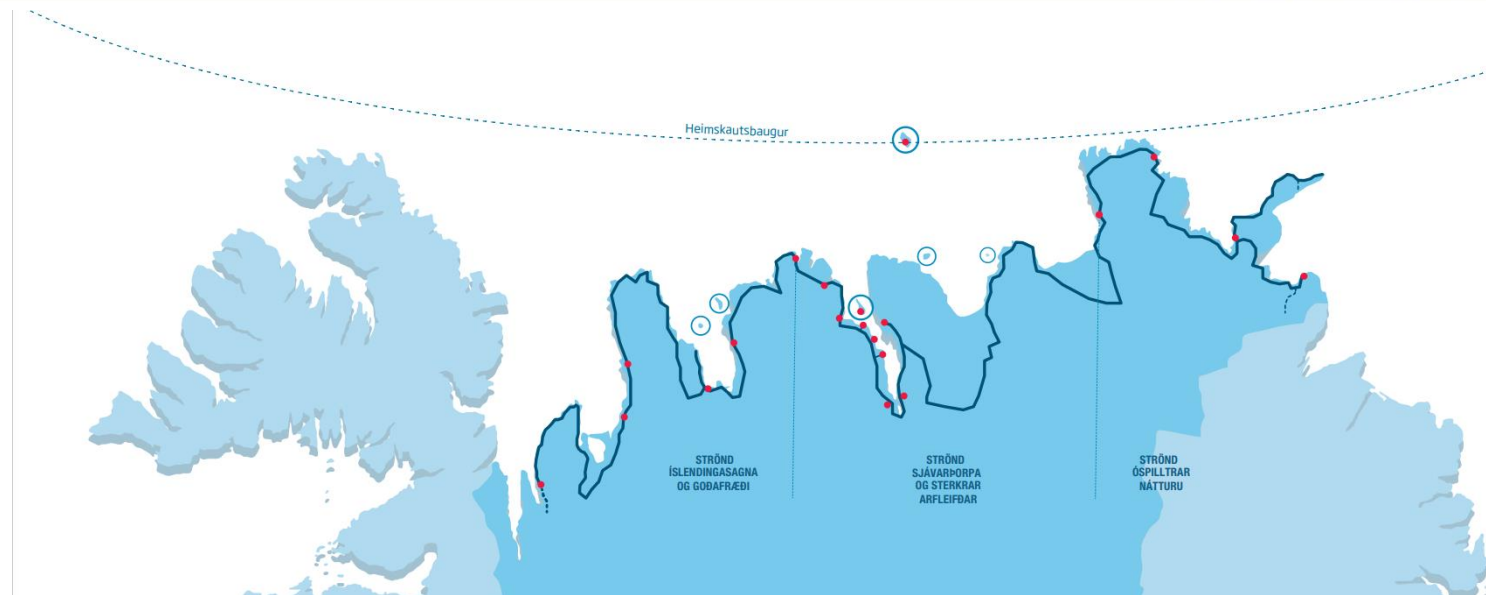 Heimskautsbaugur
STRÖND
ÍSLENDINGASAGNA
OG GOÐAFRÆÐI
STRÖND
SJÁVARÞORPA
OG STERKRAR
ARFLEIFÐAR
STRÖND
ÓSPILLTRAR
NÁTTURU